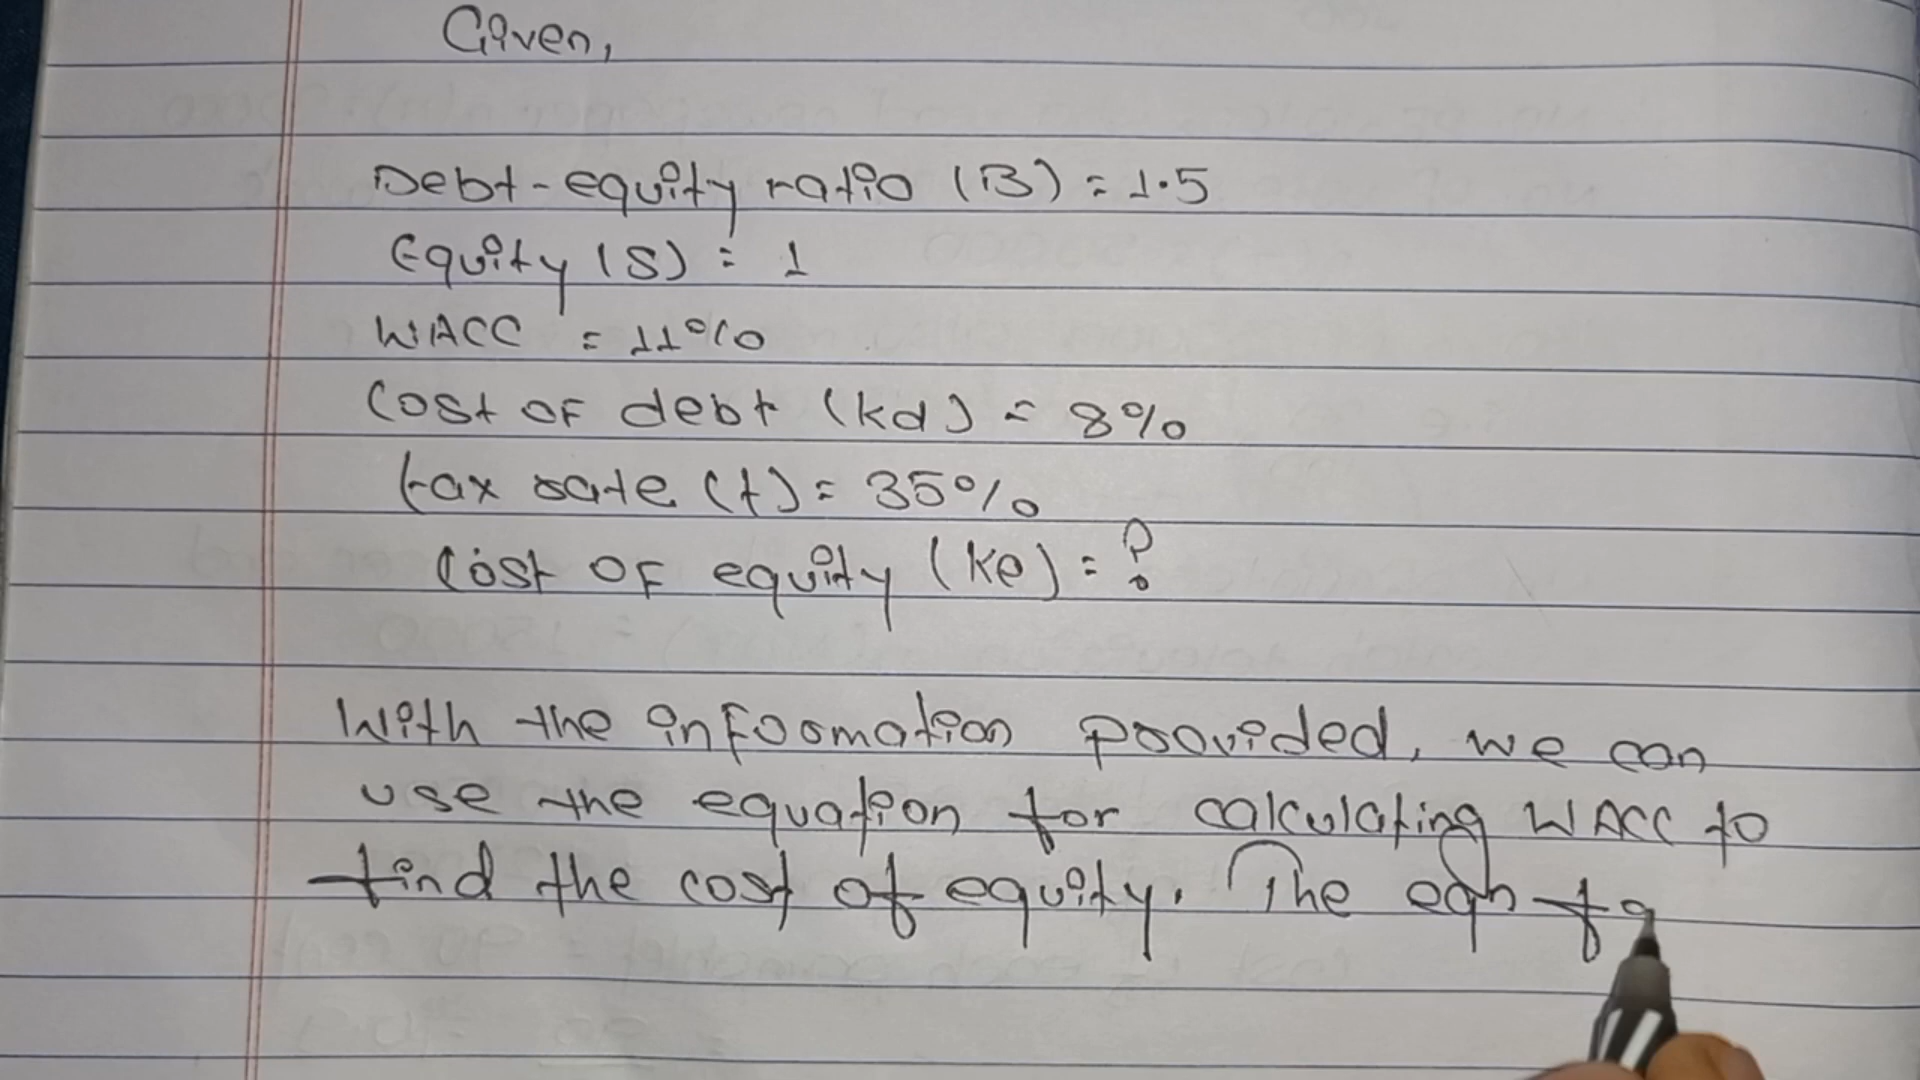 Given,
Debt-equity ratio (B) = 1.5
Equity (S) = 1
WACC = 11%
Cost OF debt (kd) = 8%
tax rate (t) = 35%
Cost OF equity (ke) = ?
With the information provided, we can
use the equation for calculating WACC to
find the cost of equity. The eqn fo